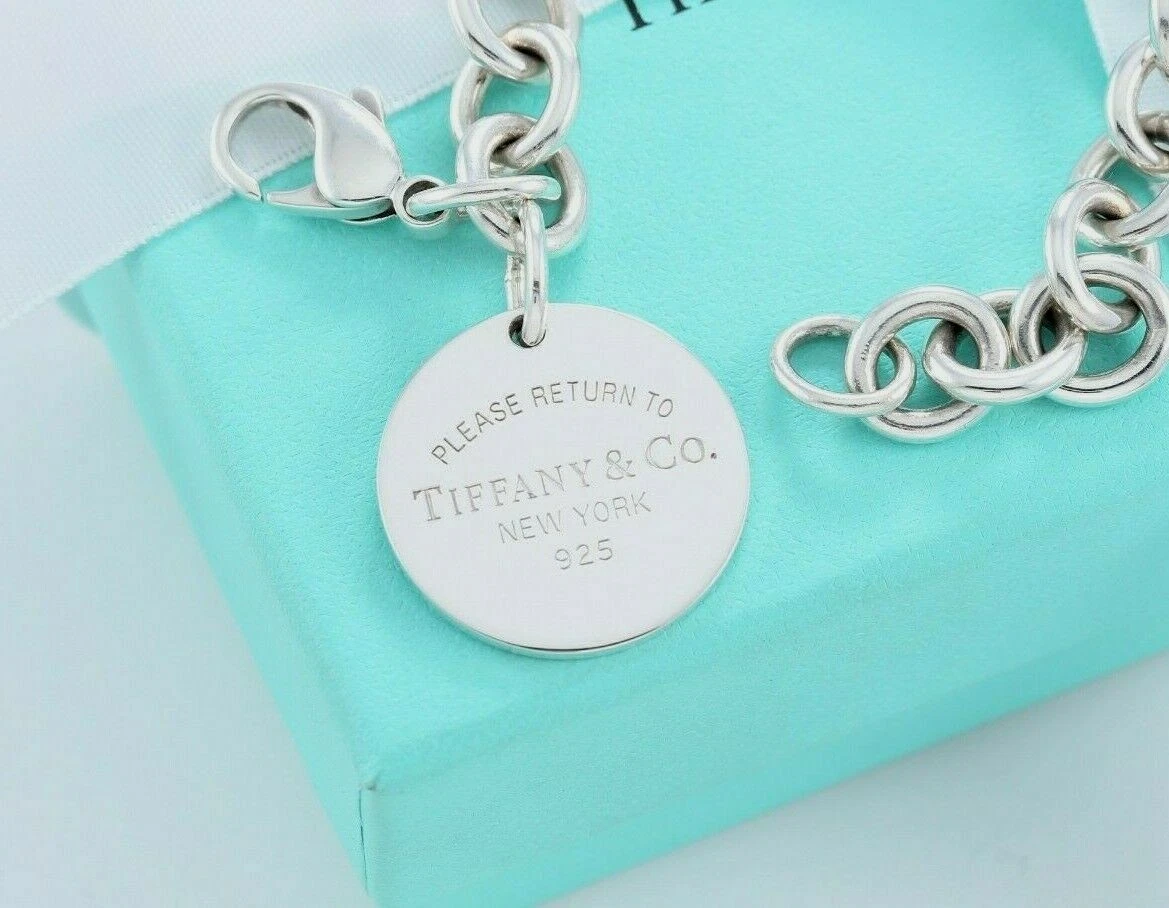 PLEASE RETURN TO
TIFFANY & CO.
NEW YORK
925